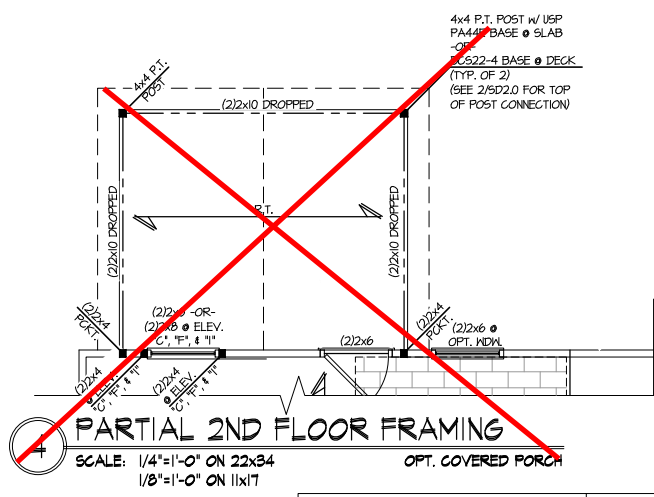 4x4 P.T. POST W/ USP
PA44E BASE @ SLAB
-OR-
BCS22-4 BASE @ DECK
(TYP. OF 2)
(SEE 2/SD2.0 FOR TOP
OF POST CONNECTION)
4x4 P.T.
POST
(2)2x10 DROPPED
(2)2x10 DROPPED
(2)2x10 DROPPED
P.T.
(2)2x4
PCKT.
-OR-
(2)2x8 @ ELEV.
"C", "F", & "I"
(2)2x6
(2)2x4
PCKT.
(2)2x6 @
OPT. WDW.
(2)2x4
@ ELEV.
"C", "F", & "I"
(2)2x4
@ ELEV.
"C", "F", & "I"
4
PARTIAL 2ND FLOOR FRAMING
SCALE: 1/4"=1'-0" ON 22x34
OPT. COVERED PORCH
1/8"=1'-0" ON 11x17